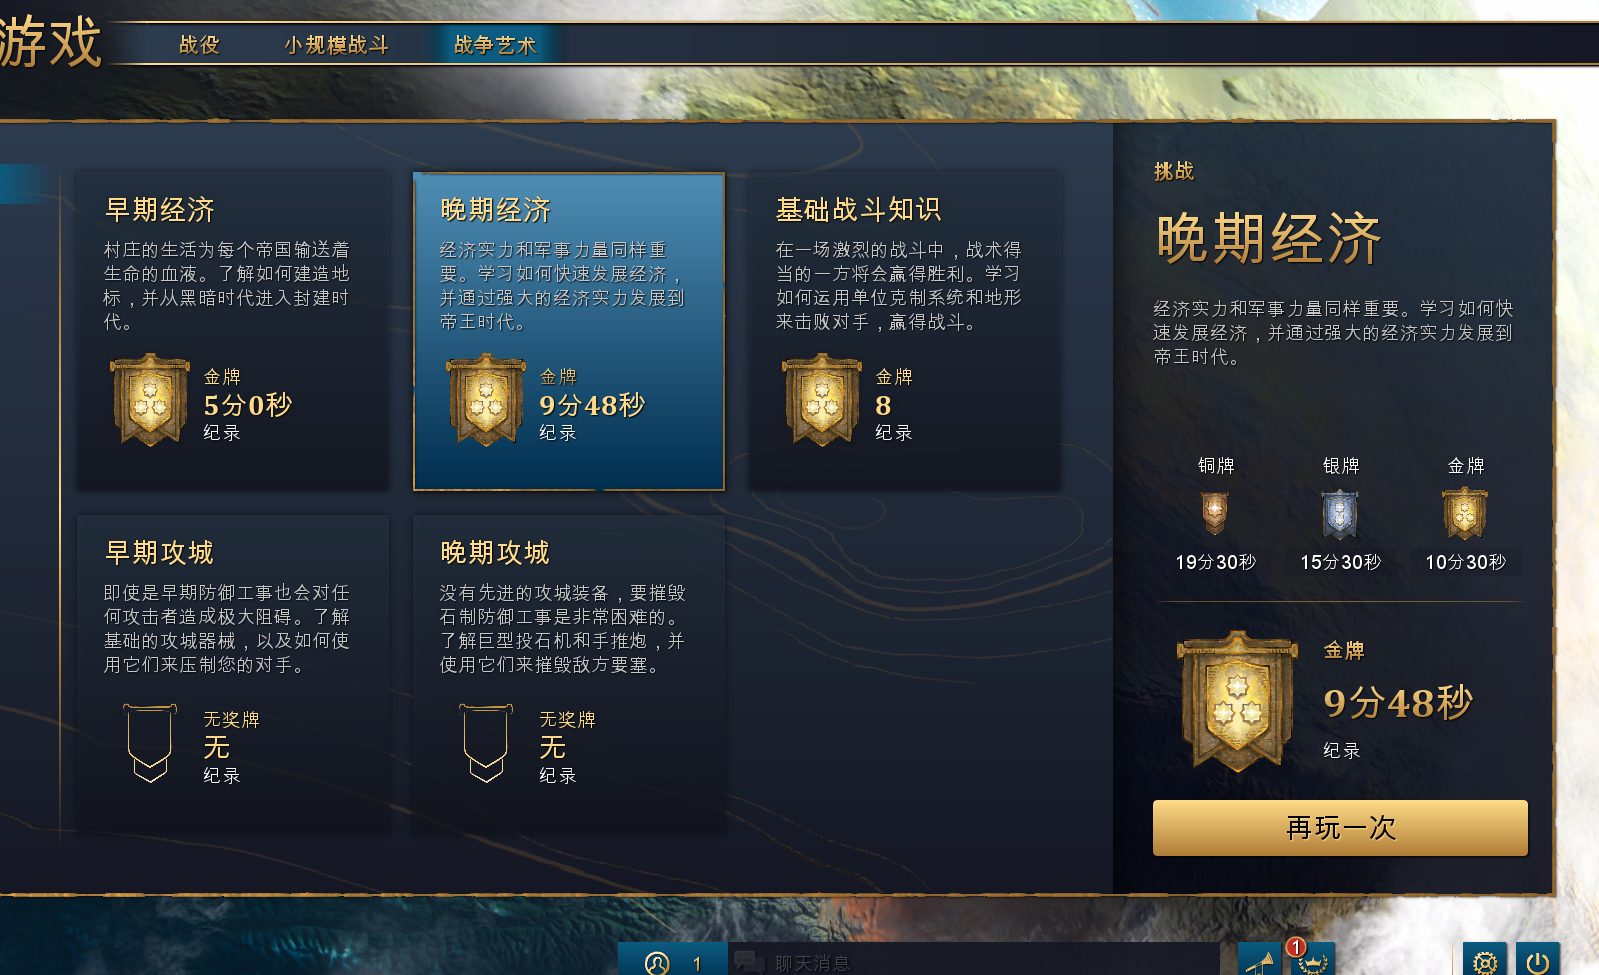 游戏
战役
小规模战斗
战争艺术
早期经济
村庄的生活为每个帝国输送着
生命的血液。了解如何建造地
标，并从黑暗时代进入封建时
代。
金牌
5分0秒
纪录
晚期经济
经济实力和军事力量同样重
要。学习如何快速发展经济，
并通过强大的经济实力发展到
帝王时代。
金牌
9分48秒
纪录
基础战斗知识
在一场激烈的战斗中，战术得
当的一方将会赢得胜利。学习
如何运用单位克制系统和地形
来击败对手，赢得战斗。
金牌
8
纪录
早期攻城
即使是早期防御工事也会对任
何攻击者造成极大阻碍。了解
基础的攻城器械，以及如何使
用它们来压制您的对手。
无奖牌
无
纪录
晚期攻城
没有先进的攻城装备，要摧毁
石制防御工事是非常困难的。
了解巨型投石机和手推炮，并
使用它们来摧毁敌方要塞。
无奖牌
无
纪录
挑战
晚期经济
经济实力和军事力量同样重要。学习如何快
速发展经济，并通过强大的经济实力发展到
帝王时代。
铜牌
银牌
金牌
19分30秒
15分30秒
10分30秒
金牌
9分48秒
纪录
再玩一次
1
聊天消息
1